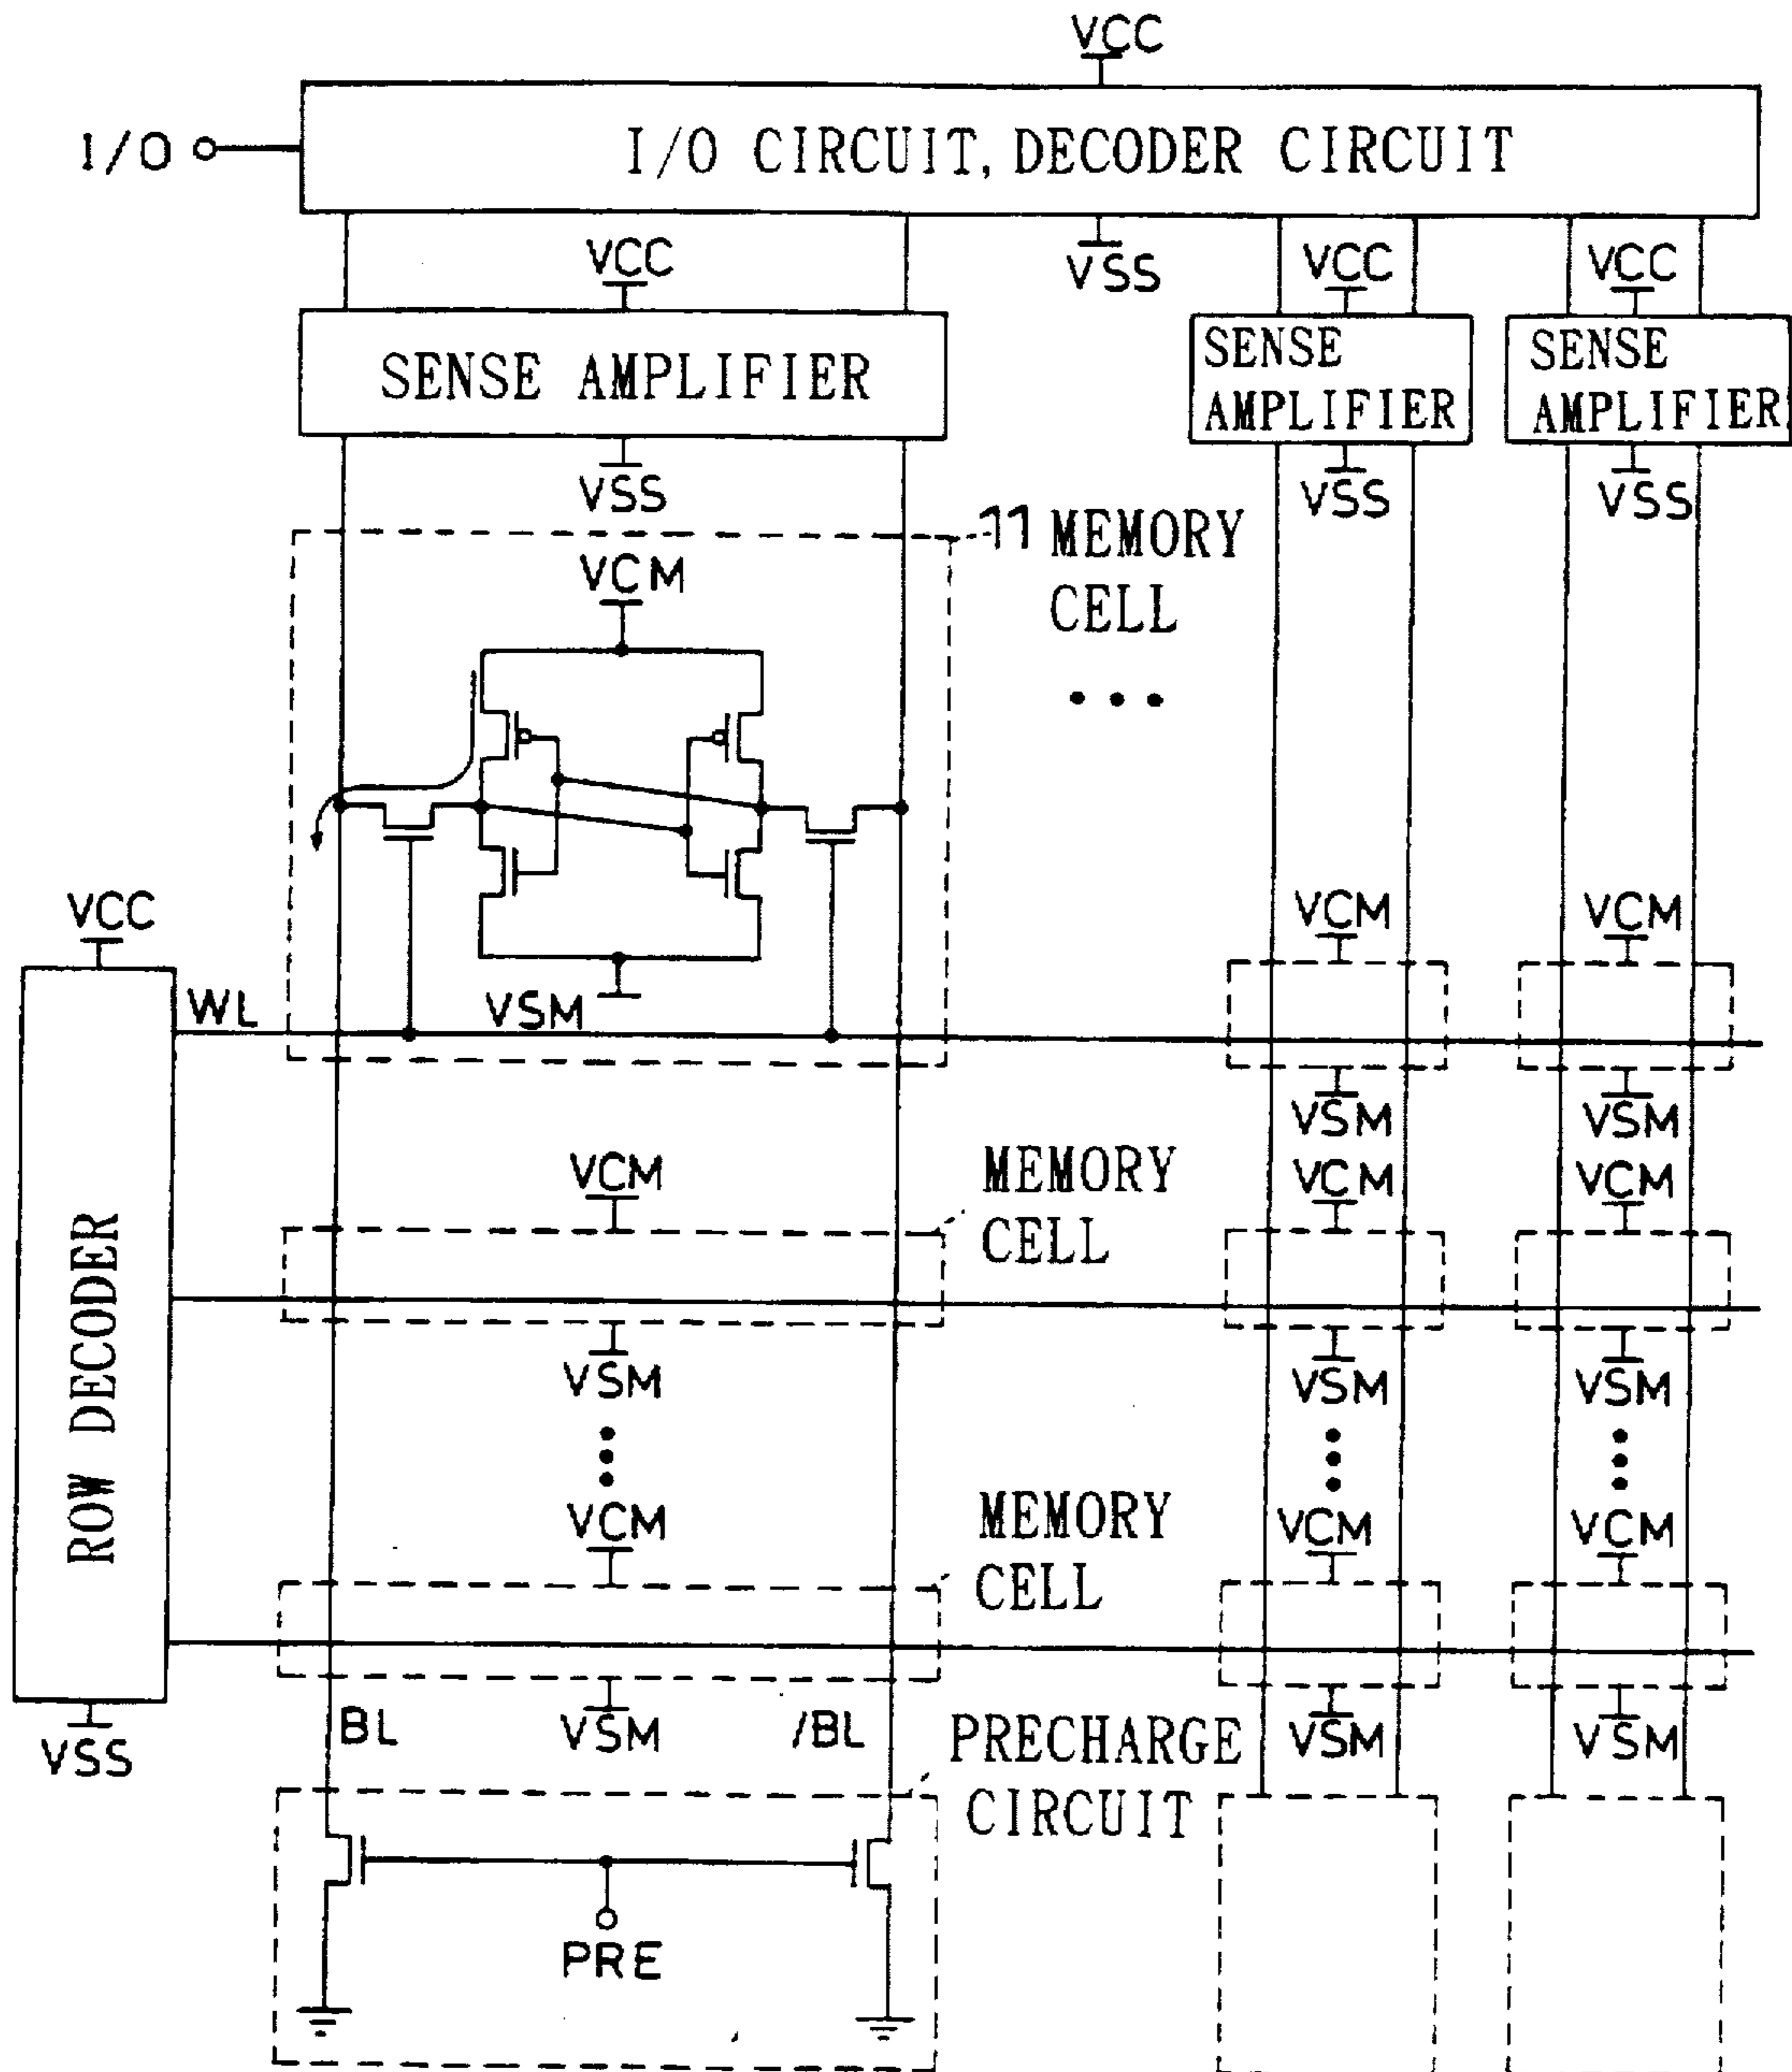 VCC
I/O
I/O CIRCUIT, DECODER CIRCUIT
VCC
VSS
VCC
VCC
SENSE AMPLIFIER
SENSE
AMPLIFIER
SENSE
AMPLIFIER
VSS
VSS
VSS
11 MEMORY
CELL
VCM
VCC
VCM
VCM
WL
VSM
VSM
VSM
VCM
MEMORY
CELL
VCM
VCM
ROW DECODER
VSM
VSM
VSM
VCM
MEMORY
CELL
VCM
VCM
VSS
BL
VSM
/BL
VSM
VSM
PRECHARGE
CIRCUIT
PRE